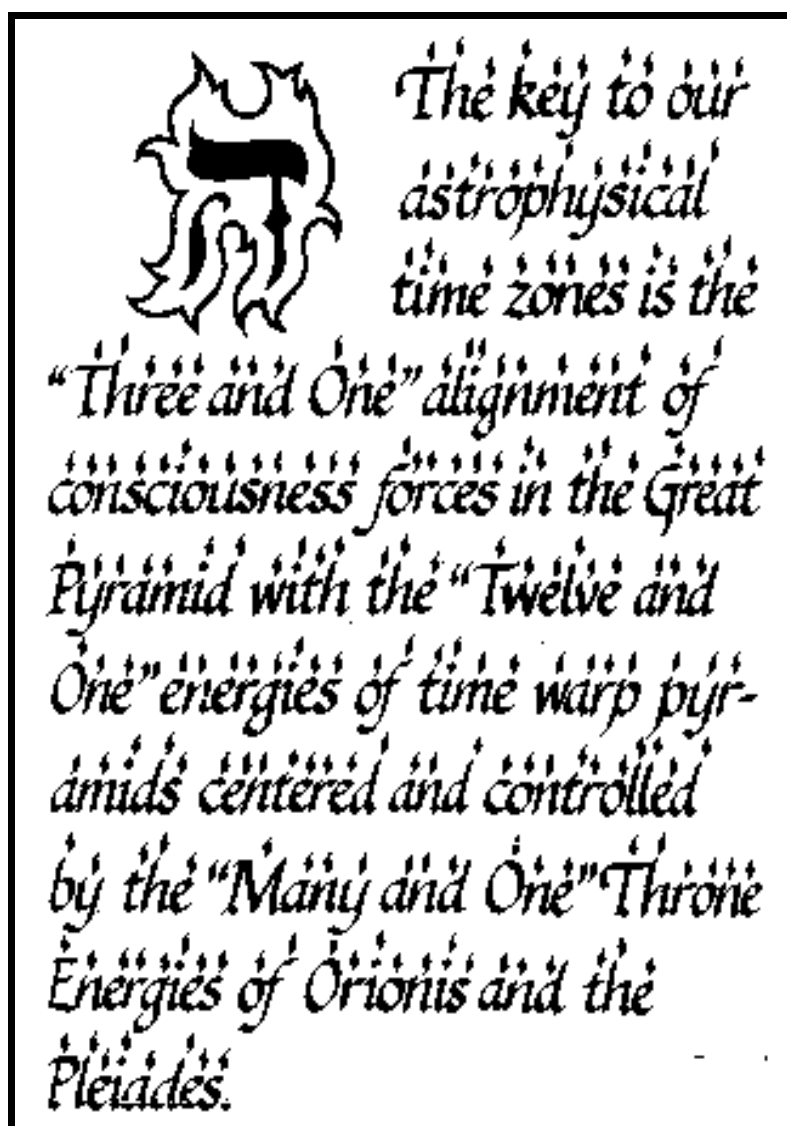 ה
The key to our
astrophysical
time zones is the
“Three and One” alignment of
consciousness forces in the Great
Pyramid with the “Twelve and
One” energies of time warp pyr-
amids centered and controlled
by the “Many and One” Throne
Energies of Orionis and the
Pleiades.